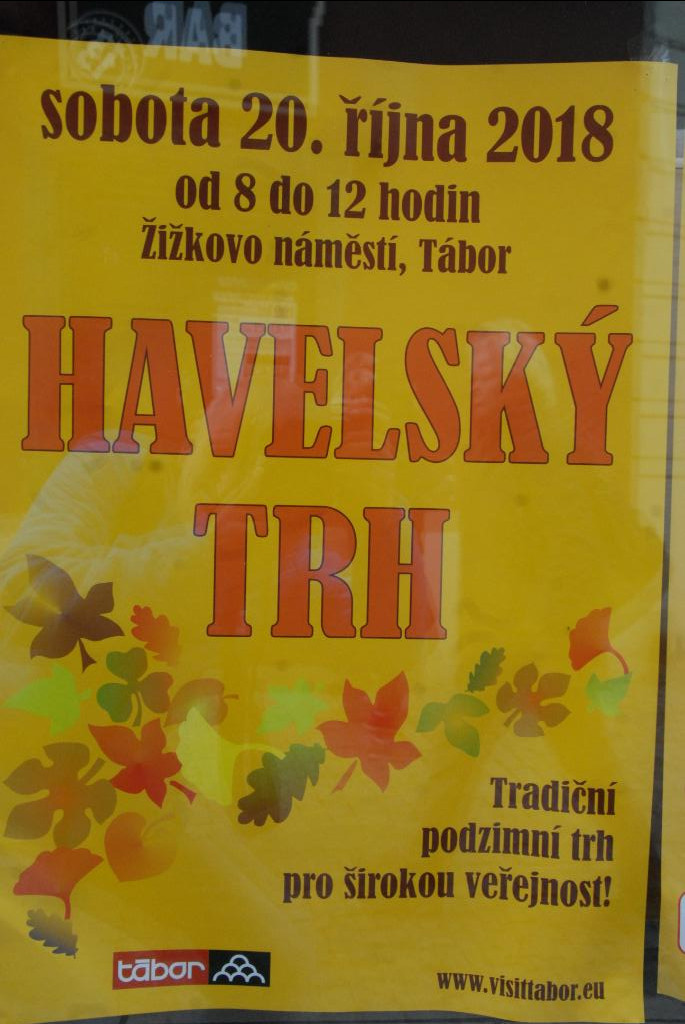 BAR
sobota 20. října 2018
od 8 do 12 hodin
Žižkovo náměstí, Tábor
HAVELSKÝ
TRH
Tradiční
podzimní trh
pro širokou veřejnost!
tábor
www.visittabor.eu